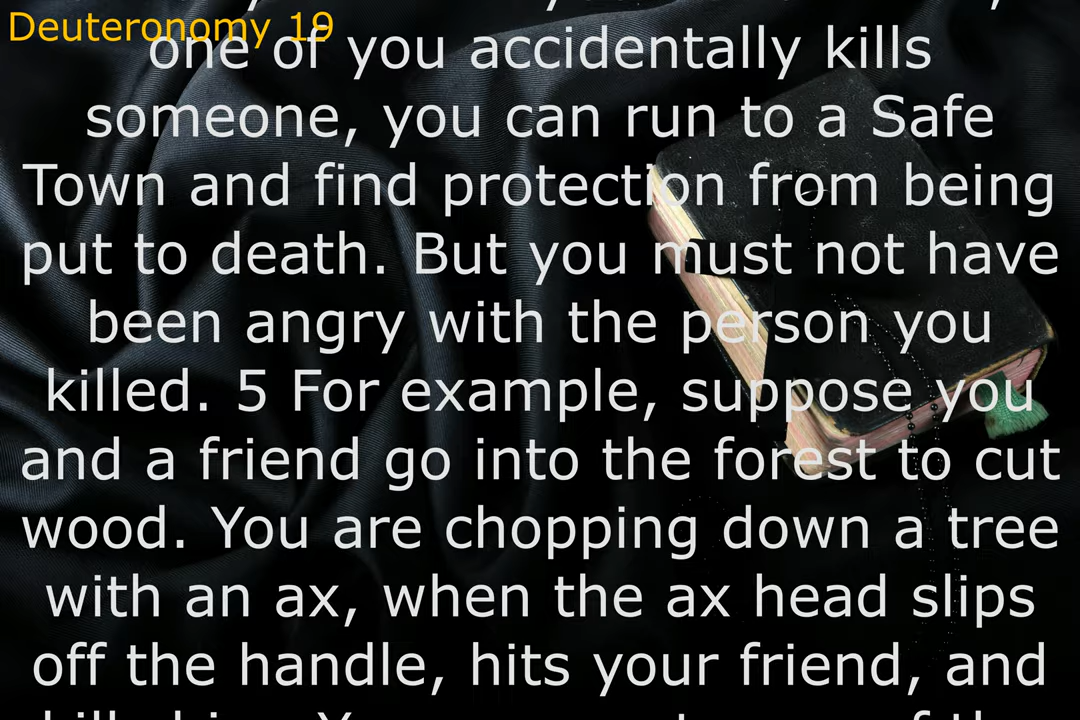 Deuteronomy 19
one of you accidentally kills
someone, you can run to a Safe
Town and find protection from being
put to death. But you must not have
been angry with the person you
killed. 5 For example, suppose you
and a friend go into the forest to cut
wood. You are chopping down a tree
with an ax, when the ax head slips
off the handle, hits your friend, and